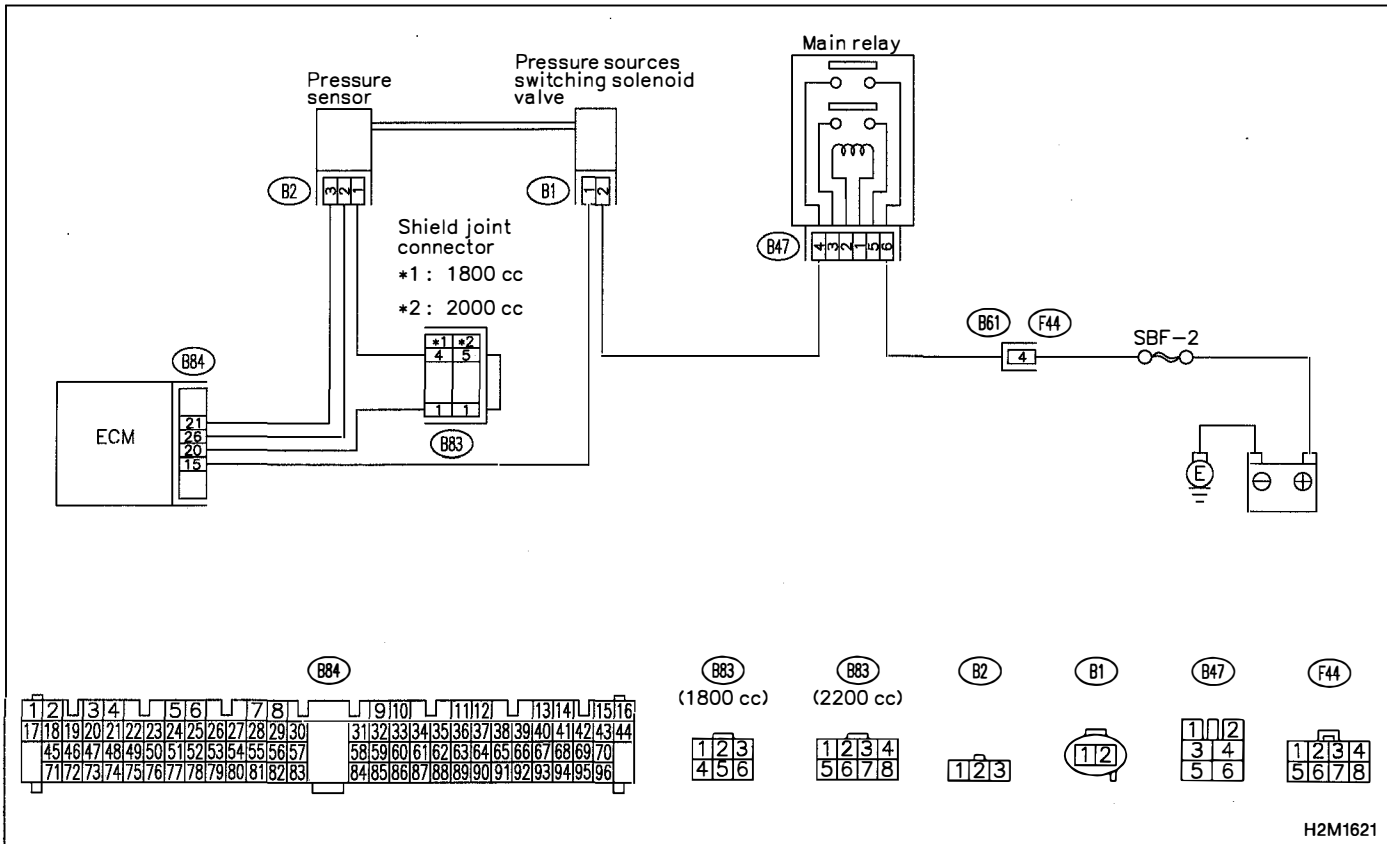 Main relay
Pressure sources
switching solenoid
valve
Pressure
sensor
B2
3 2 1
B1
1 2
B47
4 3 2 1 5 6
Shield joint
connector
*1 : 1800 cc
*2 : 2000 cc
*1 *2
4 5
1 1
B83
B61 F44
4
SBF-2
B84
ECM
21
26
20
15
E
⊖ ⊕
B84
1 2 3 4 5 6 7 8 9 10 11 12 13 14 15 16
17 18 19 20 21 22 23 24 25 26 27 28 29 30 31 32 33 34 35 36 37 38 39 40 41 42 43 44
45 46 47 48 49 50 51 52 53 54 55 56 57 58 59 60 61 62 63 64 65 66 67 68 69 70
71 72 73 74 75 76 77 78 79 80 81 82 83 84 85 86 87 88 89 90 91 92 93 94 95 96
B83
(1800 cc)
1 2 3
4 5 6
B83
(2200 cc)
1 2 3 4
5 6 7 8
B2
1 2 3
B1
1 2
B47
1 2
3 4
5 6
F44
1 2 3 4
5 6 7 8
H2M1621